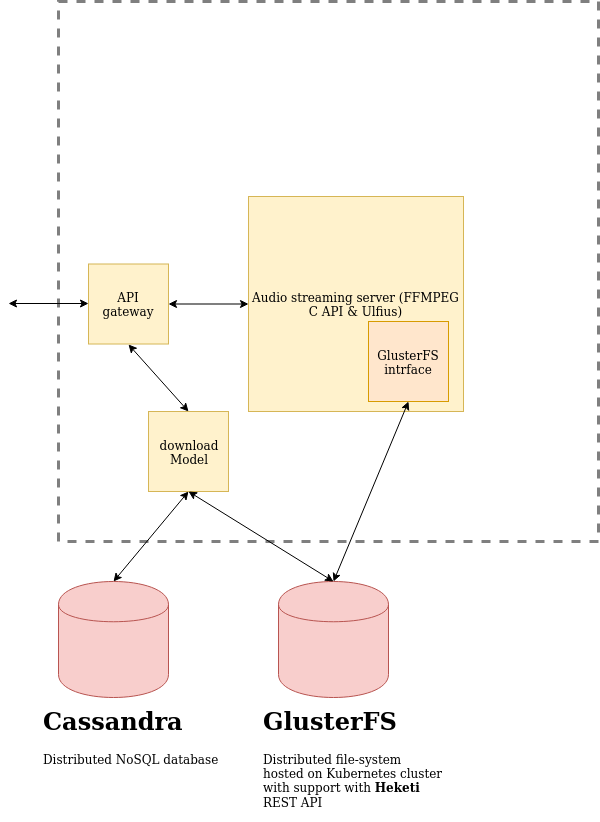 API
gateway
Audio streaming server (FFMPEG
C API & Ulfius)
GlusterFS
intrface
download
Model
Cassandra
Distributed NoSQL database
GlusterFS
Distributed file-system
hosted on Kubernetes cluster
with support with Heketi
REST API